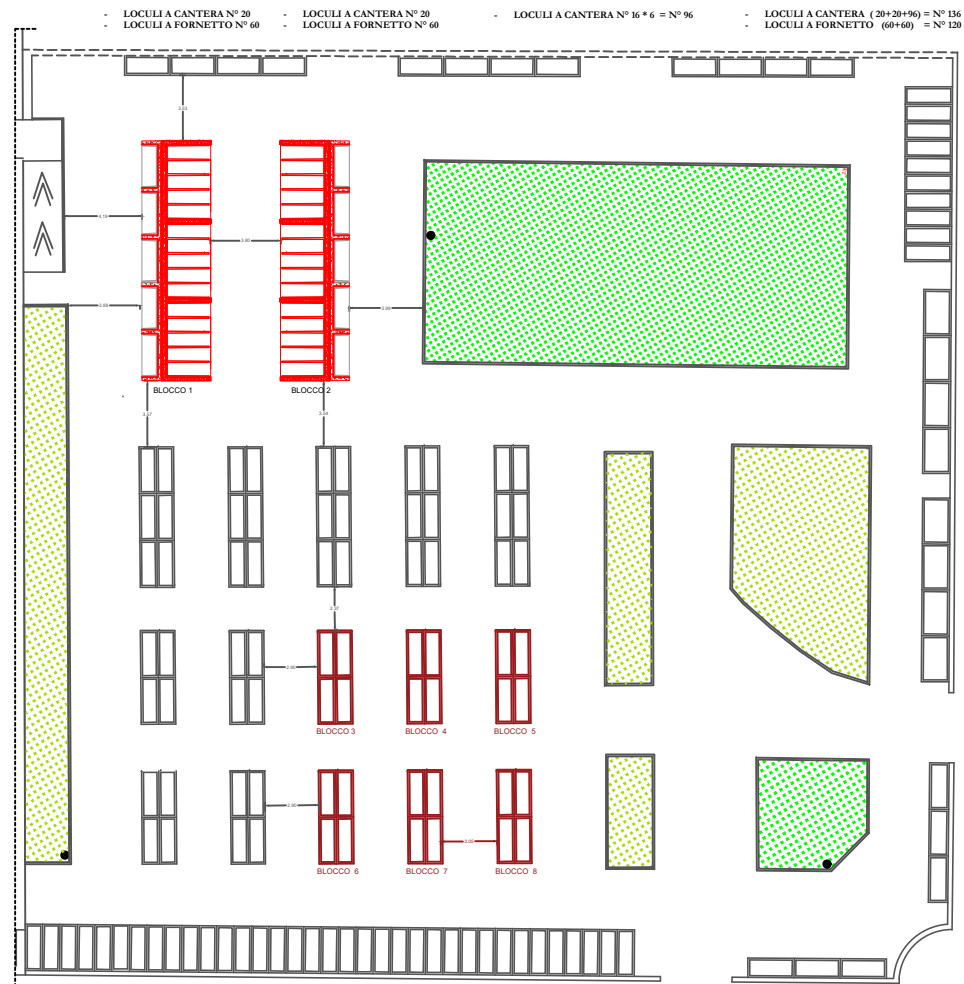 - LOCULI A CANTERA N° 20
- LOCULI A FORNETTO N° 60
- LOCULI A CANTERA N° 20
- LOCULI A FORNETTO N° 60
- LOCULI A CANTERA N° 16 * 6 = N° 96
- LOCULI A CANTERA (20+20+96) = N° 136
- LOCULI A FORNETTO (60+60) = N° 120
BLOCCO 1
BLOCCO 2
BLOCCO 3
BLOCCO 4
BLOCCO 5
BLOCCO 6
BLOCCO 7
BLOCCO 8